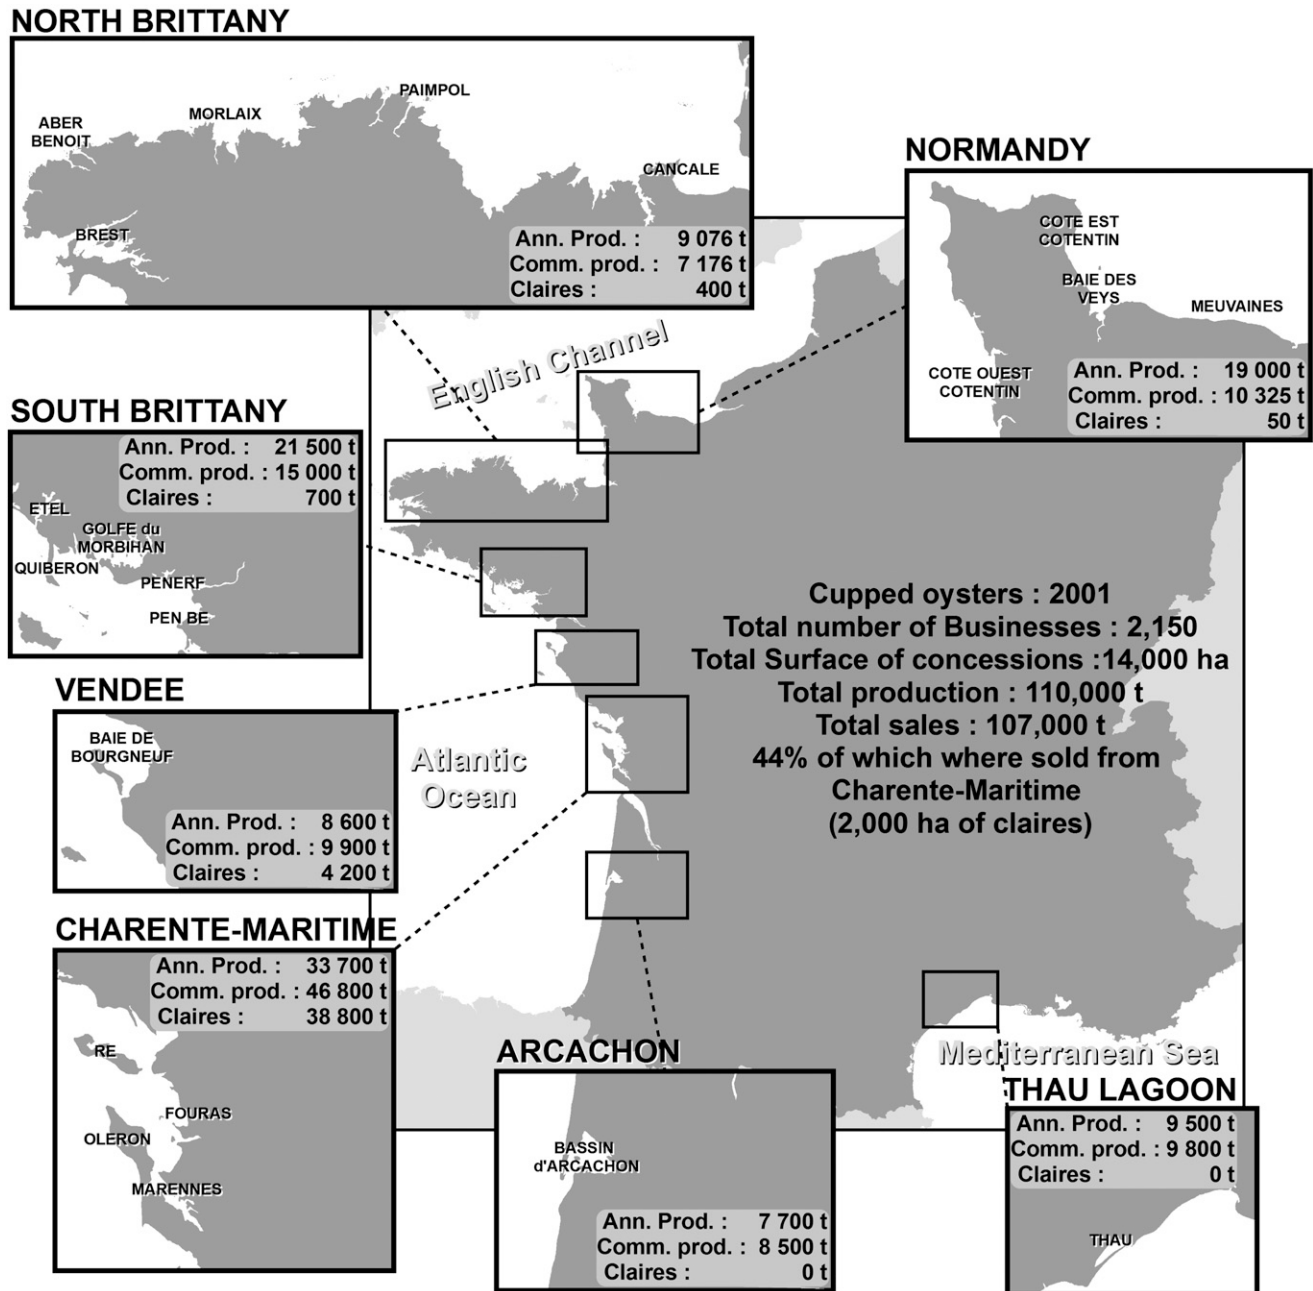 NORTH BRITTANY
PAIMPOL
MORLAIX
ABER
BENOIT
CANCALE
BREST
Ann. Prod. : 9 076 t
Comm. prod. : 7 176 t
Claires : 400 t
NORMANDY
COTE EST
COTENTIN
BAIE DES
VEYS
MEUVAINES
COTE OUEST
COTENTIN
Ann. Prod. : 19 000 t
Comm. prod. : 10 325 t
Claires : 50 t
English Channel
SOUTH BRITTANY
Ann. Prod. : 21 500 t
Comm. prod. : 15 000 t
Claires : 700 t
ETEL
GOLFE du
MORBIHAN
QUIBERON
PENERF
PEN BE
Cupped oysters : 2001
Total number of Businesses : 2,150
Total Surface of concessions :14,000 ha
Total production : 110,000 t
Total sales : 107,000 t
44% of which where sold from
Charente-Maritime
(2,000 ha of claires)
VENDEE
BAIE DE
BOURGNEUF
Ann. Prod. : 8 600 t
Comm. prod. : 9 900 t
Claires : 4 200 t
Atlantic
Ocean
CHARENTE-MARITIME
Ann. Prod. : 33 700 t
Comm. prod. : 46 800 t
Claires : 38 800 t
RE
FOURAS
OLERON
MARENNES
ARCACHON
BASSIN
d'ARCACHON
Ann. Prod. : 7 700 t
Comm. prod. : 8 500 t
Claires : 0 t
Mediterranean Sea
THAU LAGOON
Ann. Prod. : 9 500 t
Comm. prod. : 9 800 t
Claires : 0 t
THAU